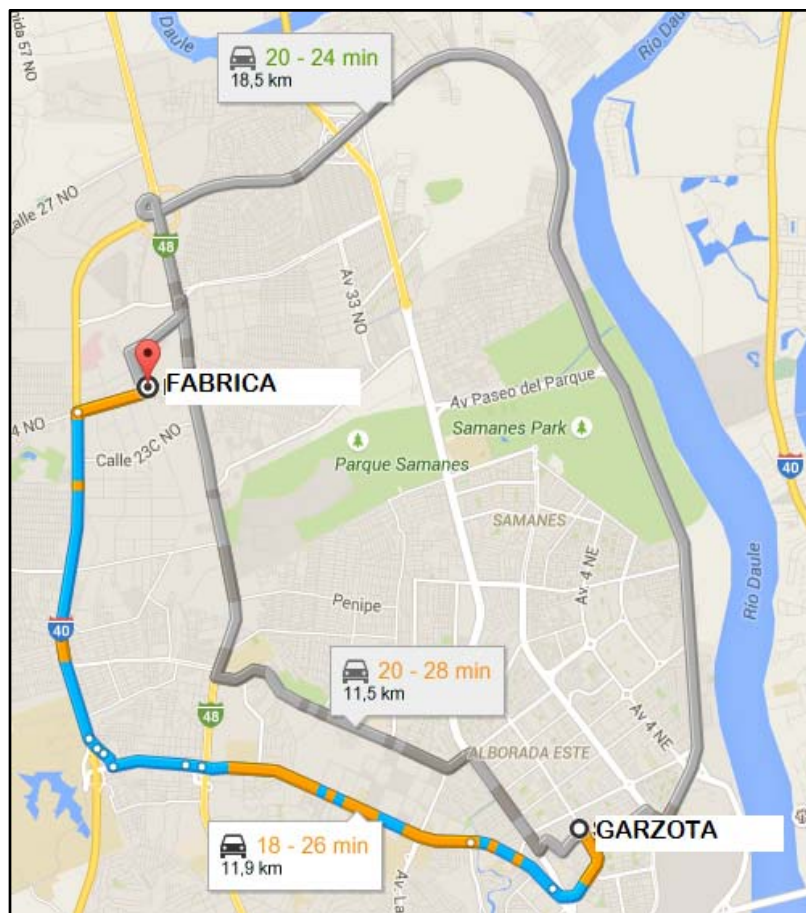 nida 57 NO
Daule
Río Daule
20 - 24 min
18,5 km
Calle 27 NO
48
Av 33 NO
FABRICA
Av Paseo del Parque
4 NO
Calle 23C NO
Samanes Park
Parque Samanes
40
SAMANES
Av. 4 NE
Río Daule
Penipe
40
20 - 28 min
11,5 km
48
Av 4 NE
ALBORADA ESTE
GARZOTA
18 - 26 min
11,9 km
Av. La